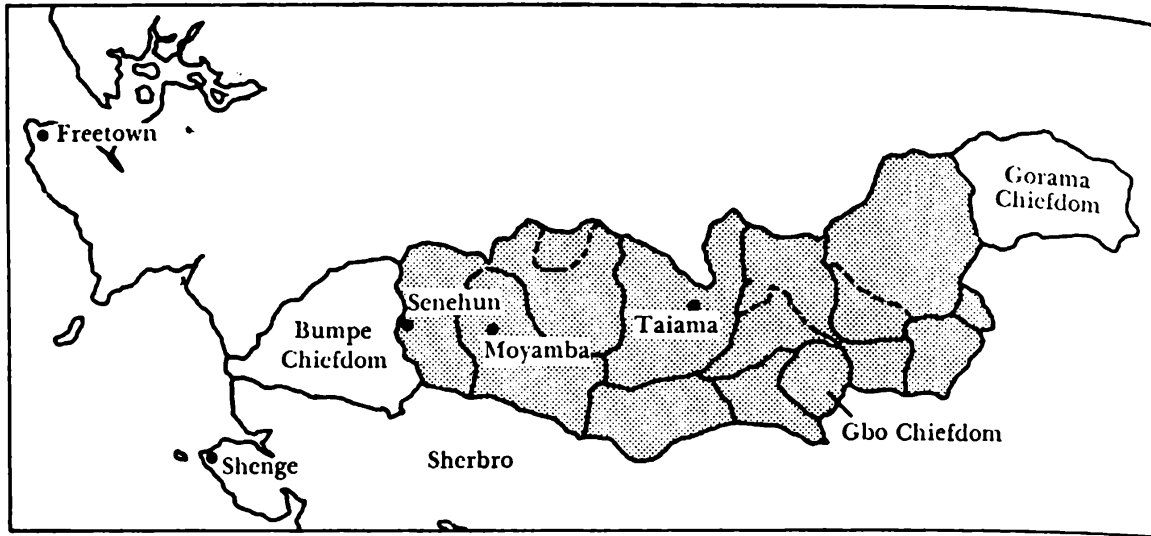 Freetown
Gorama
Chiefdom
Senehun
Taiama
Bumpe
Chiefdom
Moyamba
Gbo Chiefdom
Sherbro
Shenge